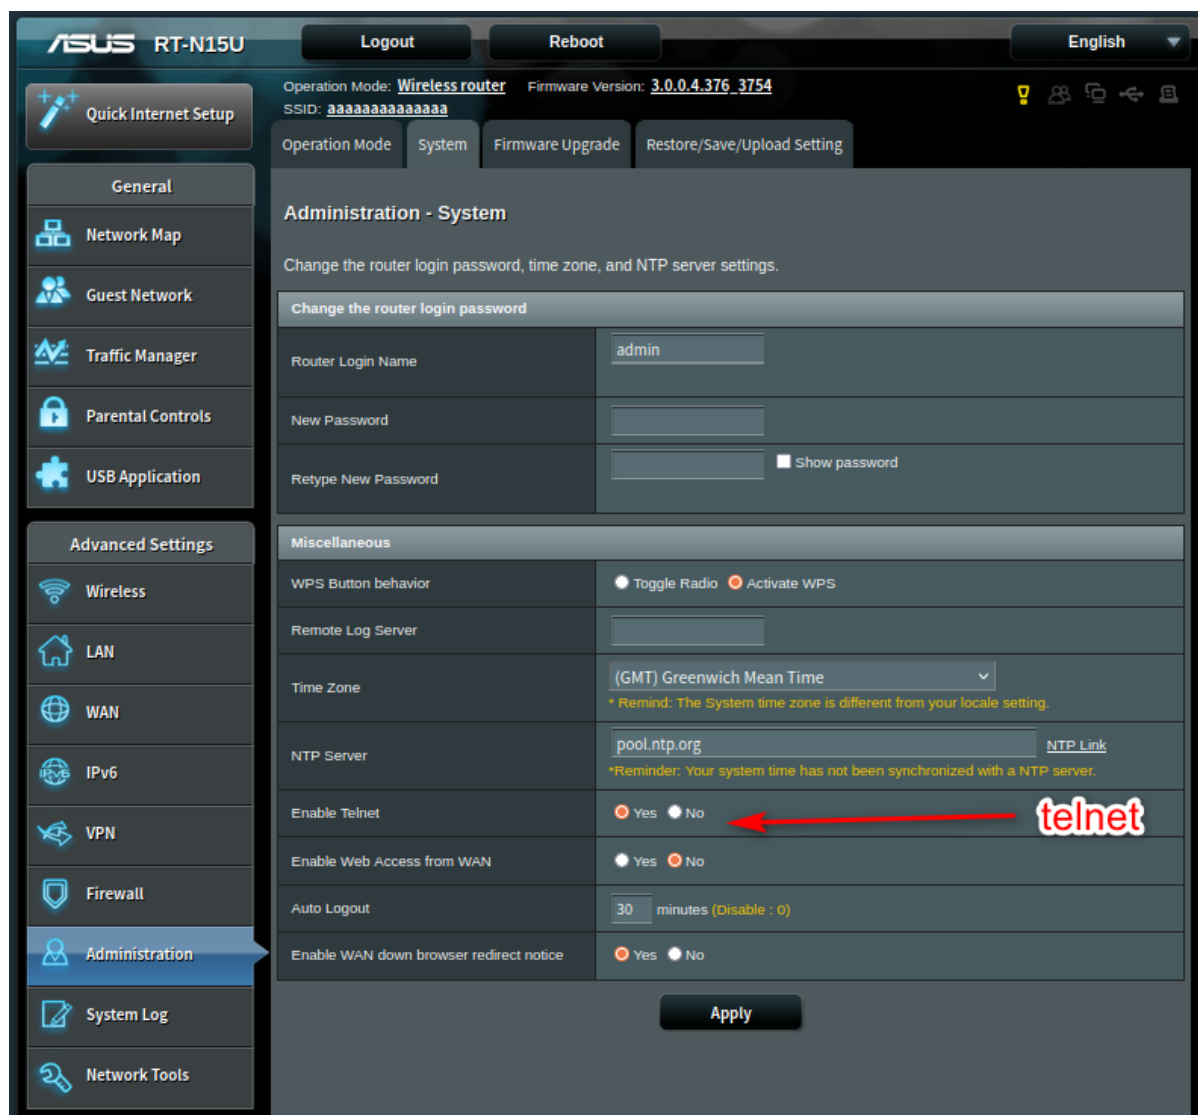 ASUS RT-N15U
Logout
Reboot
English
Quick Internet Setup
Operation Mode: Wireless router Firmware Version: 3.0.0.4.376_3754
SSID: aaaaaaaaaaaaaa
Operation Mode
System
Firmware Upgrade
Restore/Save/Upload Setting
General
Network Map
Guest Network
Traffic Manager
Parental Controls
USB Application
Advanced Settings
Wireless
LAN
WAN
IPv6
IPv6
VPN
Firewall
Administration
System Log
Network Tools
Administration - System
Change the router login password, time zone, and NTP server settings.
Change the router login password
Router Login Name admin
New Password
Retype New Password Show password
Miscellaneous
WPS Button behavior Toggle Radio Activate WPS
Remote Log Server
Time Zone (GMT) Greenwich Mean Time
* Remind: The System time zone is different from your locale setting.
NTP Server pool.ntp.org NTP Link
*Reminder: Your system time has not been synchronized with a NTP server.
Enable Telnet Yes No telnet
Enable Web Access from WAN Yes No
Auto Logout 30 minutes (Disable : 0)
Enable WAN down browser redirect notice Yes No
Apply